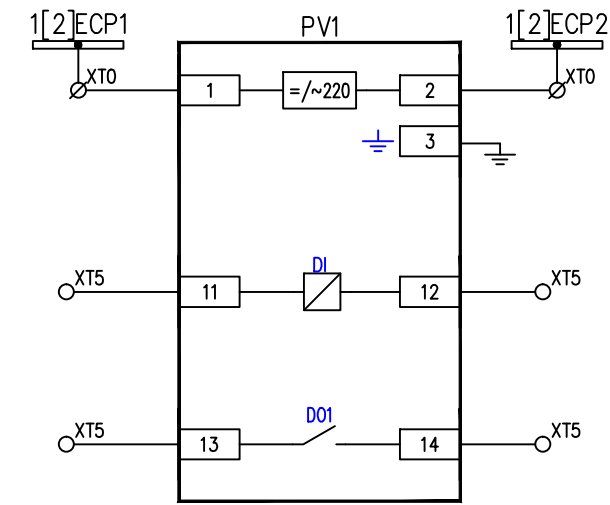 1[2]ECP1 PV1 1[2]ECP2
XT0 XT0
1 =/~220 2
3
DI
XT5 XT5
11 12
DO1
XT5 XT5
13 14